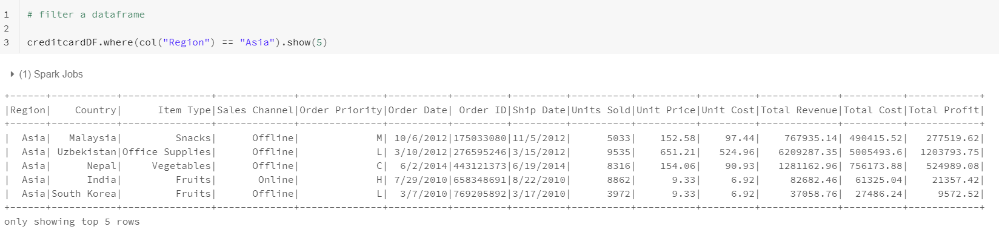 1 # filter a dataframe
2
3 creditcardDF.where(col("Region") == "Asia").show(5)
(1) Spark Jobs
+------+-----------+---------------+-------------+--------------+----------+---------+----------+----------+----------+---------+-------------+----------+------------+
|Region|    Country|      Item Type|Sales Channel|Order Priority|Order Date| Order ID|Ship Date|Units Sold|Unit Price|Unit Cost|Total Revenue|Total Cost|Total Profit|
+------+-----------+---------------+-------------+--------------+----------+---------+---------+----------+----------+---------+-------------+----------+------------+
|  Asia|   Malaysia|         Snacks|      Offline|             M| 10/6/2012|175033080|11/5/2012|      5033|    152.58|    97.44|    767935.14| 490415.52|   277519.62|
|  Asia| Uzbekistan|Office Supplies|      Offline|             L| 3/10/2012|276595246|3/15/2012|      9535|    651.21|   524.96|   6209287.35| 5005493.6|  1203793.75|
|  Asia|      Nepal|     Vegetables|      Offline|             C|  6/2/2014|443121373|6/19/2014|      8316|    154.06|    90.93|   1281162.96| 756173.88|   524989.08|
|  Asia|      India|         Fruits|       Online|             H| 7/29/2010|658348691|8/22/2010|      8862|      9.33|     6.92|     82682.46|  61325.04|    21357.42|
|  Asia|South Korea|         Fruits|      Offline|             L|  3/7/2010|769205892|3/17/2010|      3972|      9.33|     6.92|     37058.76|  27486.24|     9572.52|
+------+-----------+---------------+-------------+--------------+----------+---------+---------+----------+----------+---------+-------------+----------+------------+
only showing top 5 rows